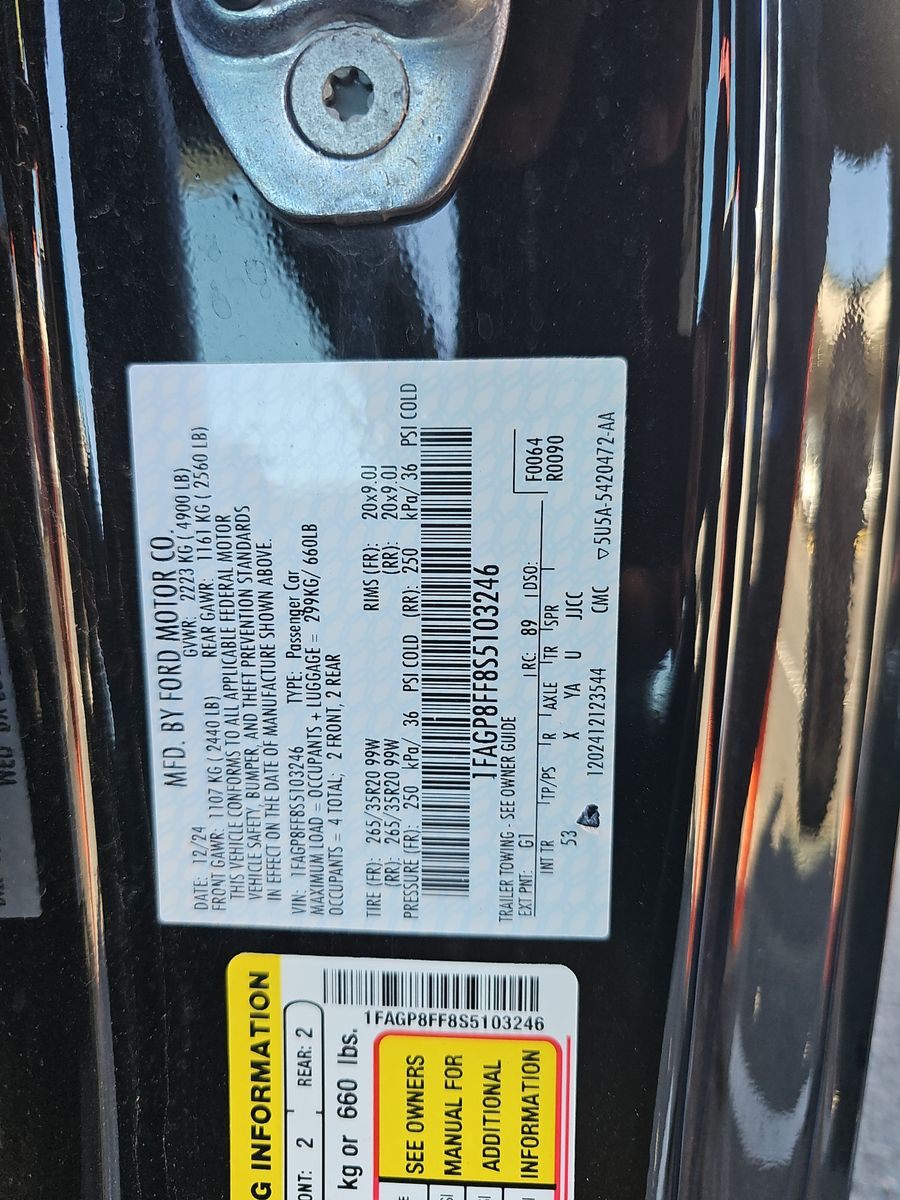 MFD. BY FORD MOTOR CO.
DATE: 12/24 GVWR: 2223 KG ( 4900 LB)
FRONT GAWR: 1107 KG ( 2440 LB) REAR GAWR: 1161 KG ( 2560 LB)
THIS VEHICLE CONFORMS TO ALL APPLICABLE FEDERAL MOTOR
VEHICLE SAFETY, BUMPER, AND THEFT PREVENTION STANDARDS
IN EFFECT ON THE DATE OF MANUFACTURE SHOWN ABOVE.
VIN: 1FAGP8FF8S5103246 TYPE: Passenger Car
MAXIMUM LOAD = OCCUPANTS + LUGGAGE = 299KG/ 660LB
OCCUPANTS = 4 TOTAL; 2 FRONT, 2 REAR
TIRE (FR): 265/35R20 99W RIMS (FR): 20x9.0J
(RR): 265/35R20 99W (RR): 20x9.0J
PRESSURE (FR): 250 kPa/ 36 PSI COLD (RR): 250 kPa/ 36 PSI COLD
1FAGP8FF8S5103246
TRAILER TOWING - SEE OWNER GUIDE
EXT PNT: G1 RC: 89 DSO: F0064
INT TR TP/PS R AXLE TR SPR R0090
53 X YA U JJCC
120241212354​4 CMC ▽5U5A-5420472-AA
G INFORMATION
ONT: 2 REAR: 2
kg or 660 lbs.
1FAGP8FF8S5103246
SEE OWNERS
MANUAL FOR
ADDITIONAL
INFORMATION